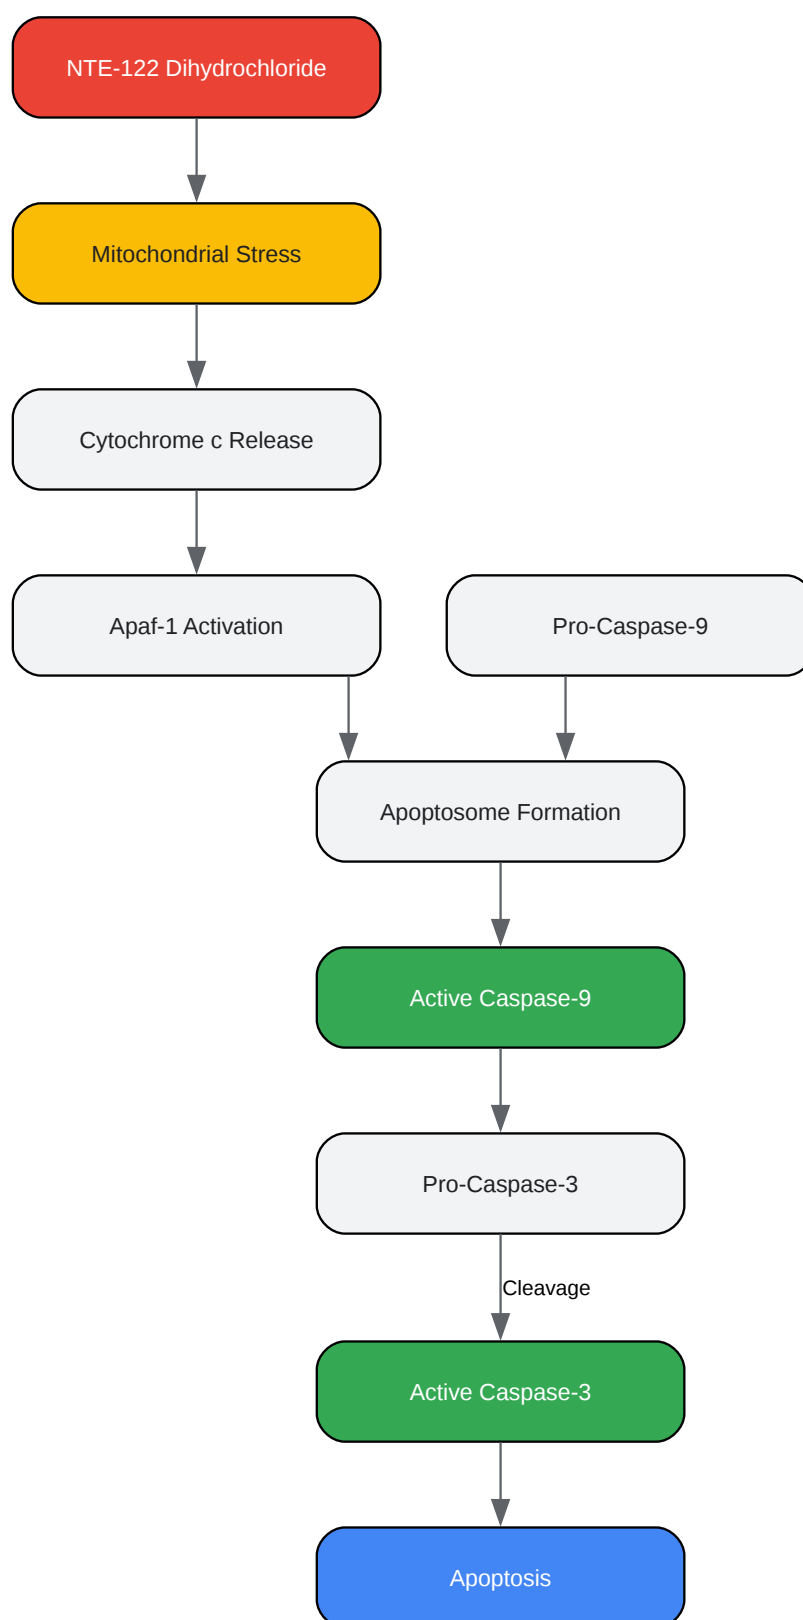 NTE-122 Dihydrochloride
Mitochondrial Stress
Cytochrome c Release
Apaf-1 Activation
Pro-Caspase-9
Apoptosome Formation
Active Caspase-9
Pro-Caspase-3
Cleavage
Active Caspase-3
Apoptosis